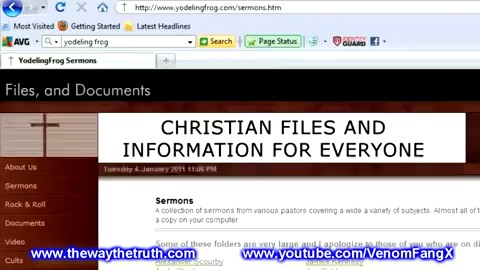 http://www.yodelingfrog.com/sermons.htm
Most Visited Getting Started Latest Headlines
AVG yodeling frog Search Page Status GUARD
YodelingFrog Sermons
Files, and Documents
CHRISTIAN FILES AND
INFORMATION FOR EVERYONE
Tuesday 4. January 2011 11:06 PM
About Us
Sermons
Sermons
A collection of sermons from various pastors covering a wide variety of subjects. Almost all of t
a copy on your computer.
Rock & Roll
Documents
Video
Some of these folders are very large and I apologize to those of you who are on di
www.thewaythetruth.com www.youtube.com/VenomFangX
Alexander Scourby